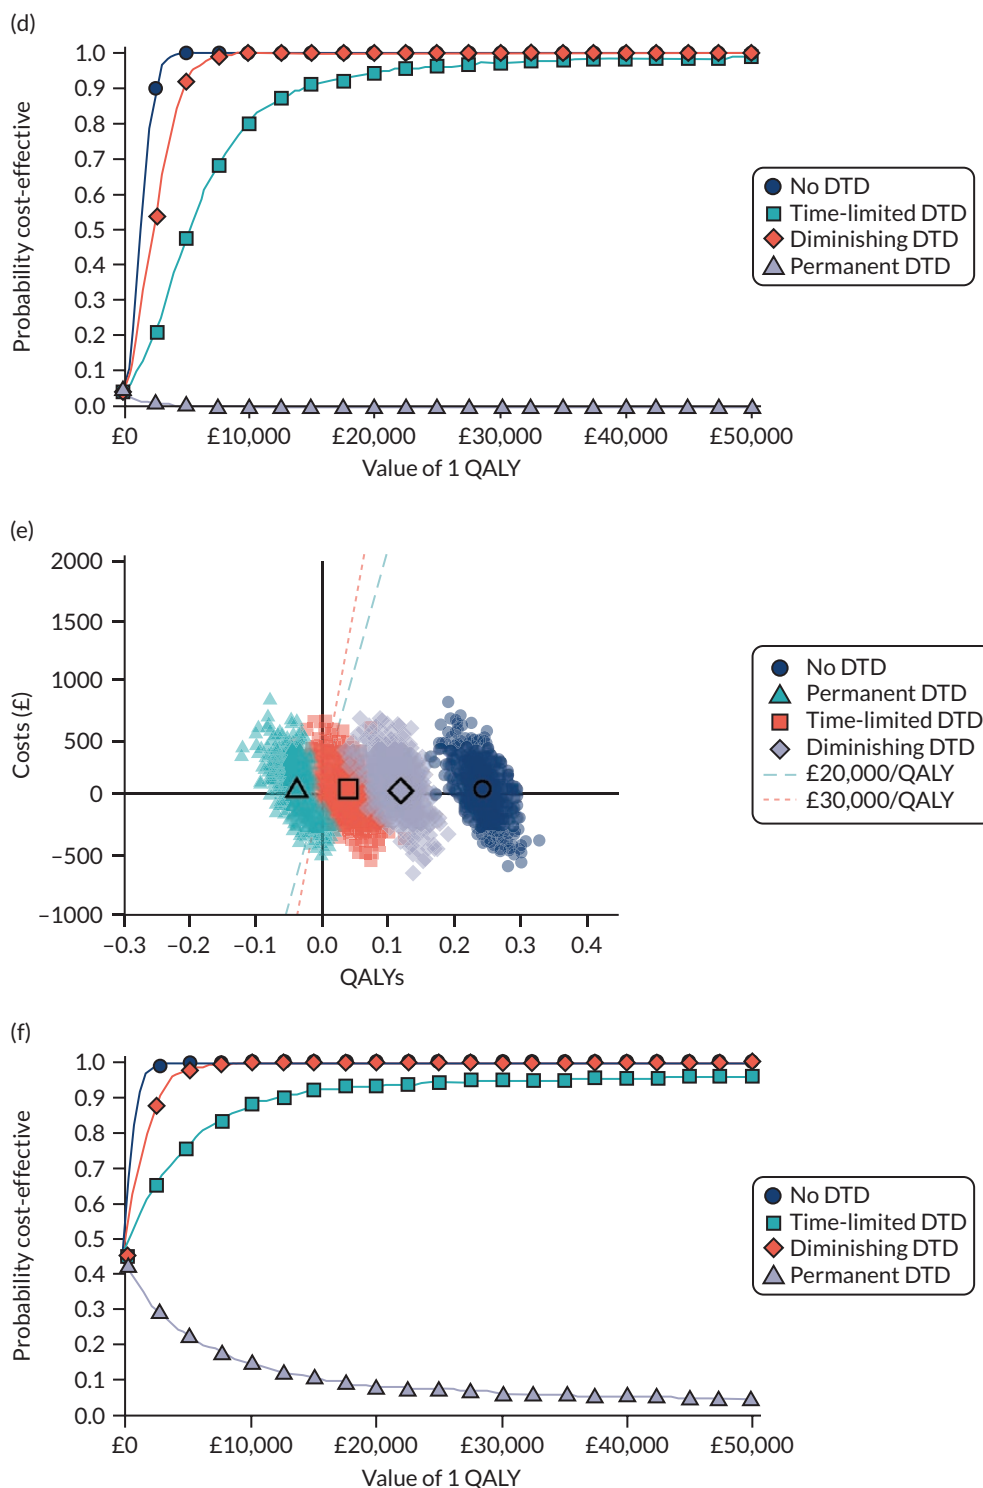 (d)
1.0
0.9
0.8
0.7
0.6
0.5
0.4
0.3
0.2
0.1
0.0
Probability cost-effective
£0
£10,000
£20,000
£30,000
£40,000
£50,000
Value of 1 QALY
No DTD
Time-limited DTD
Diminishing DTD
Permanent DTD
(e)
2000
1500
1000
500
0
−500
−1000
Costs (£)
−0.3
−0.2
−0.1
0.0
0.1
0.2
0.3
0.4
QALYs
No DTD
Permanent DTD
Time-limited DTD
Diminishing DTD
£20,000/QALY
£30,000/QALY
(f)
1.0
0.9
0.8
0.7
0.6
0.5
0.4
0.3
0.2
0.1
0.0
Probability cost-effective
£0
£10,000
£20,000
£30,000
£40,000
£50,000
Value of 1 QALY
No DTD
Time-limited DTD
Diminishing DTD
Permanent DTD